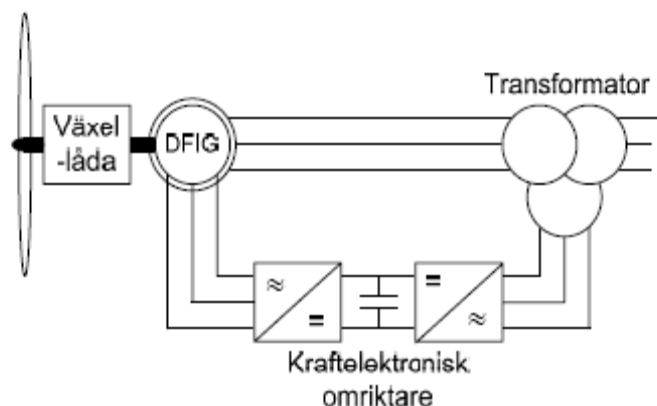 Transformator
Växel
-låda
DFIG
≈
=
=
≈
Kraftelektronisk
omriktare